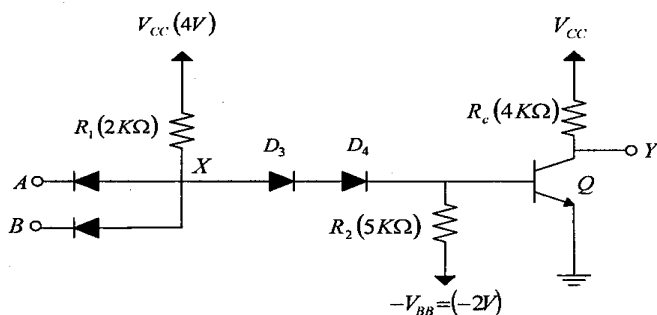 V_CC (4V)
V_CC
R_1 (2KΩ)
R_c (4KΩ)
D_3
D_4
Y
A
X
Q
B
R_2 (5KΩ)
-V_BB=(-2V)